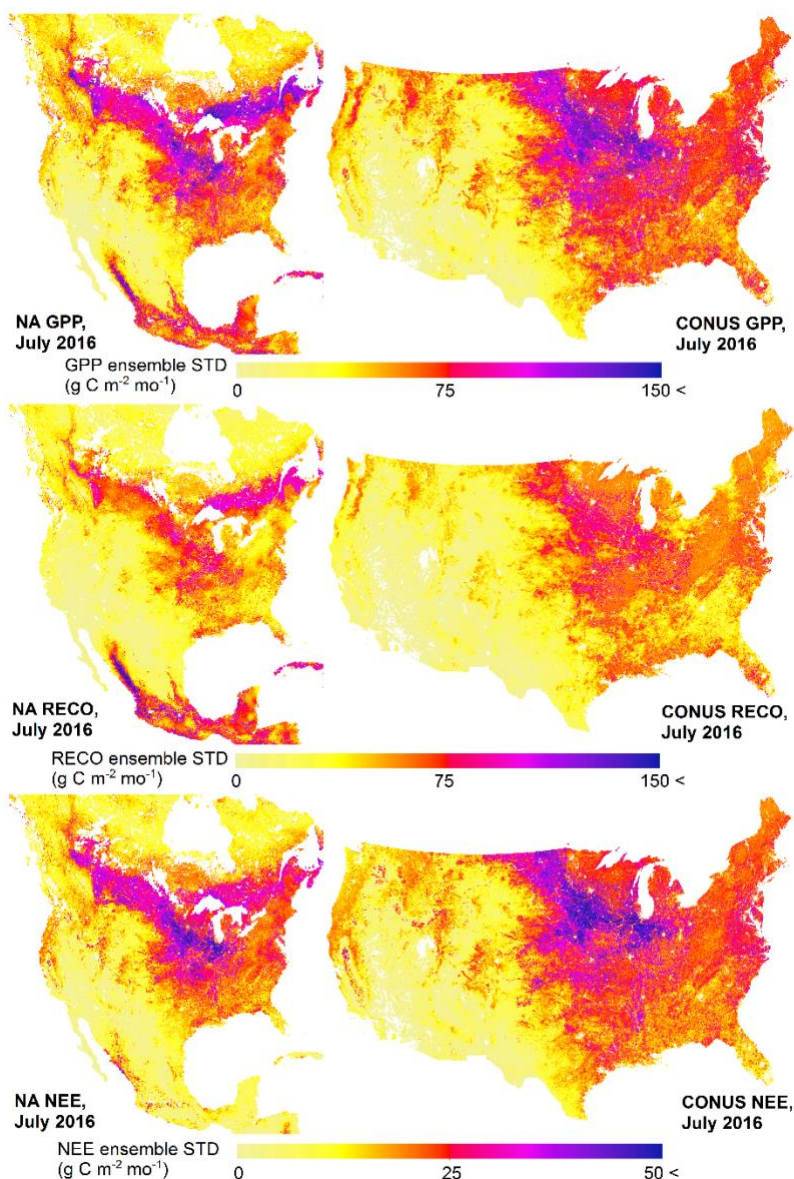 NA GPP,
July 2016
CONUS GPP,
July 2016
GPP ensemble STD
(g C m⁻² mo⁻¹)
0 75 150 <
NA RECO,
July 2016
CONUS RECO,
July 2016
RECO ensemble STD
(g C m⁻² mo⁻¹)
0 75 150 <
NA NEE,
July 2016
CONUS NEE,
July 2016
NEE ensemble STD
(g C m⁻² mo⁻¹)
0 25 50 <